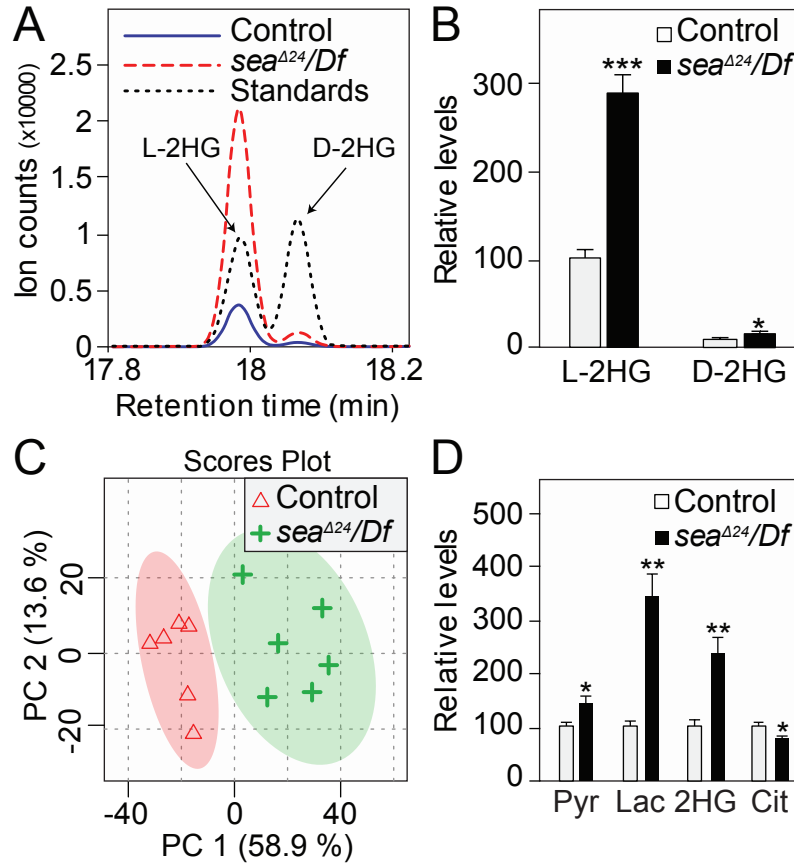 A
Control
sea^Δ24/Df
Standards
Ion counts (x10000)
2.5
2
1.5
1
0.5
0
L-2HG
D-2HG
17.8 18 18.2
Retention time (min)
B
Control
sea^Δ24/Df
Relative levels
300
200
100
0
***
*
L-2HG D-2HG
C
Scores Plot
Control
sea^Δ24/Df
PC 2 (13.6 %)
20
0
-20
-40 0 40
PC 1 (58.9 %)
D
Control
sea^Δ24/Df
Relative levels
500
400
300
200
100
0
*
**
**
*
Pyr Lac 2HG Cit